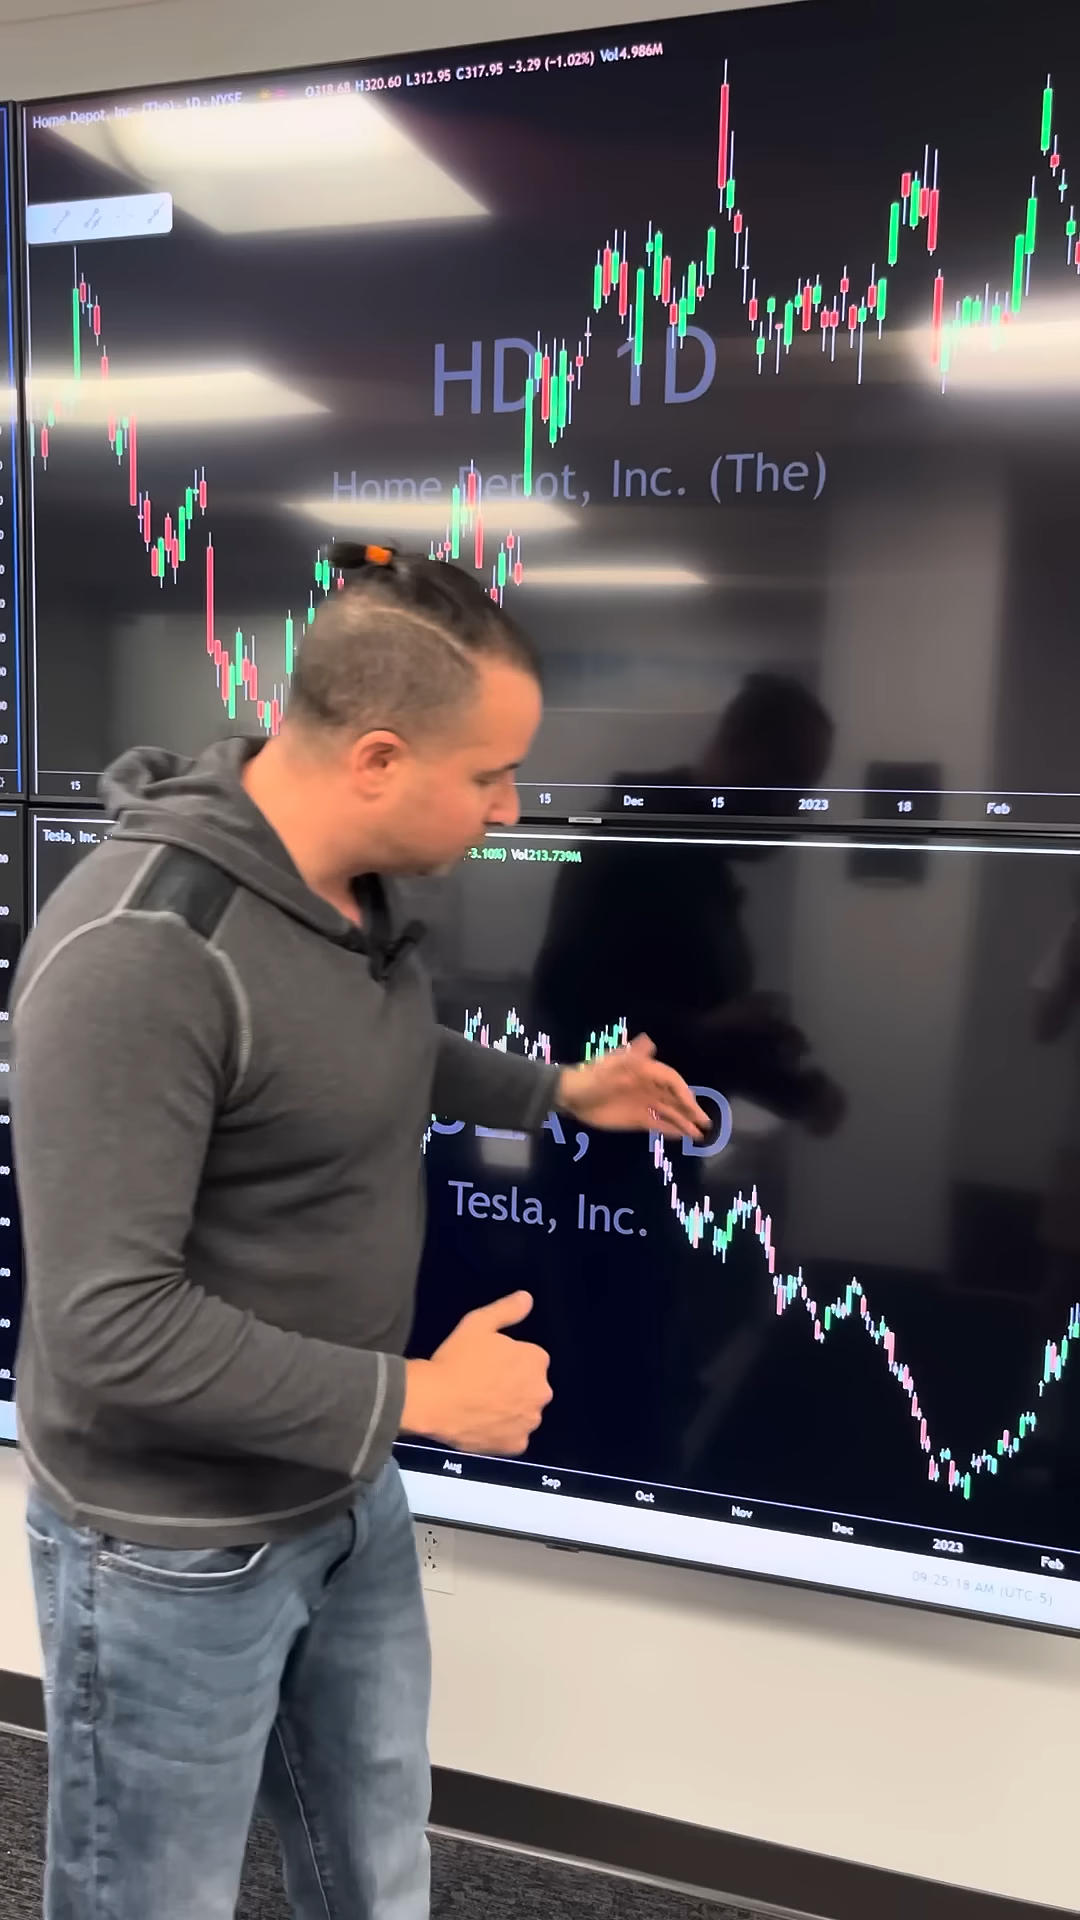 Home Depot, Inc. (The) · 1D · NYSE O318.68 H320.60 L312.95 C317.95 −3.29 (−1.02%) Vol4.986M
HD 1D
Home Depot, Inc. (The)
15 15 Dec 15 2023 18 Feb
Tesla, Inc. · -3.10%) Vol213.739M
1D
Tesla, Inc.
Aug Sep Oct Nov Dec 2023 Feb
09:25:18 AM (UTC-5)